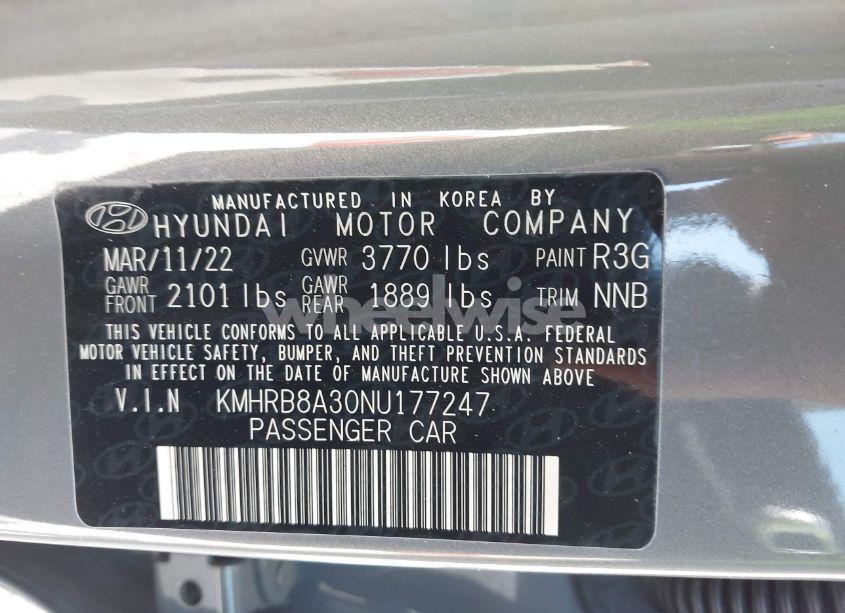 MANUFACTURED IN KOREA BY
HYUNDAI MOTOR COMPANY
MAR/11/22 GVWR 3770 lbs PAINT R3G
GAWR FRONT 2101 lbs GAWR REAR 1889 lbs TRIM NNB
wheelwise
THIS VEHICLE CONFORMS TO ALL APPLICABLE U.S.A. FEDERAL
MOTOR VEHICLE SAFETY, BUMPER, AND THEFT PREVENTION STANDARDS
IN EFFECT ON THE DATE OF MANUFACTURE SHOWN ABOVE
V.I.N KMHRB8A30NU177247
PASSENGER CAR